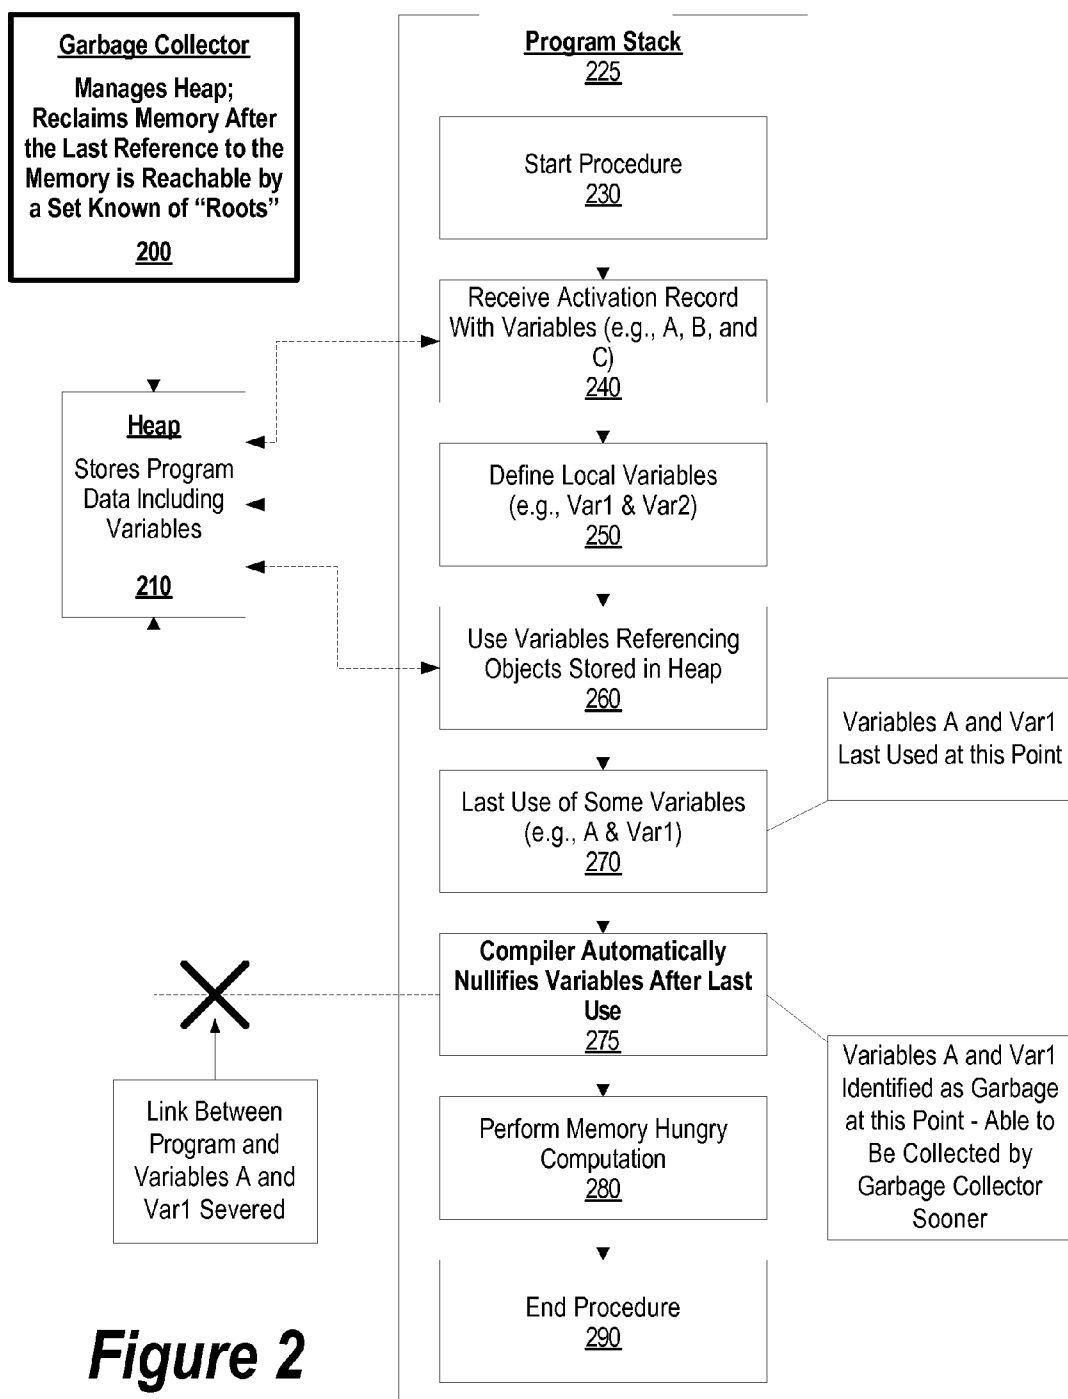 Garbage Collector
Manages Heap;
Reclaims Memory After
the Last Reference to the
Memory is Reachable by
a Set Known of “Roots”
200
Program Stack
225
Start Procedure
230
Receive Activation Record
With Variables (e.g., A, B, and
C)
240
Heap
Stores Program
Data Including
Variables
210
Define Local Variables
(e.g., Var1 & Var2)
250
Use Variables Referencing
Objects Stored in Heap
260
Variables A and Var1
Last Used at this Point
Last Use of Some Variables
(e.g., A & Var1)
270
Compiler Automatically
Nullifies Variables After Last
Use
275
Link Between
Program and
Variables A and
Var1 Severed
Variables A and Var1
Identified as Garbage
at this Point - Able to
Be Collected by
Garbage Collector
Sooner
Perform Memory Hungry
Computation
280
End Procedure
290
Figure 2